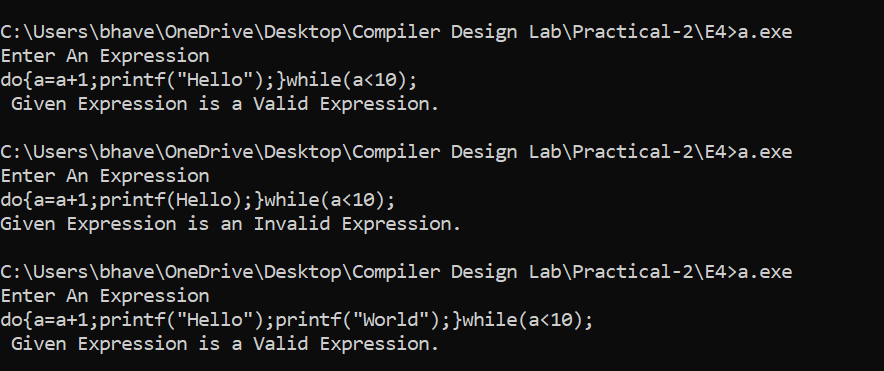 C:\Users\bhave\OneDrive\Desktop\Compiler Design Lab\Practical-2\E4>a.exe
Enter An Expression
do{a=a+1;printf("Hello");}while(a<10);
 Given Expression is a Valid Expression.
C:\Users\bhave\OneDrive\Desktop\Compiler Design Lab\Practical-2\E4>a.exe
Enter An Expression
do{a=a+1;printf(Hello);}while(a<10);
Given Expression is an Invalid Expression.
C:\Users\bhave\OneDrive\Desktop\Compiler Design Lab\Practical-2\E4>a.exe
Enter An Expression
do{a=a+1;printf("Hello");printf("World");}while(a<10);
 Given Expression is a Valid Expression.